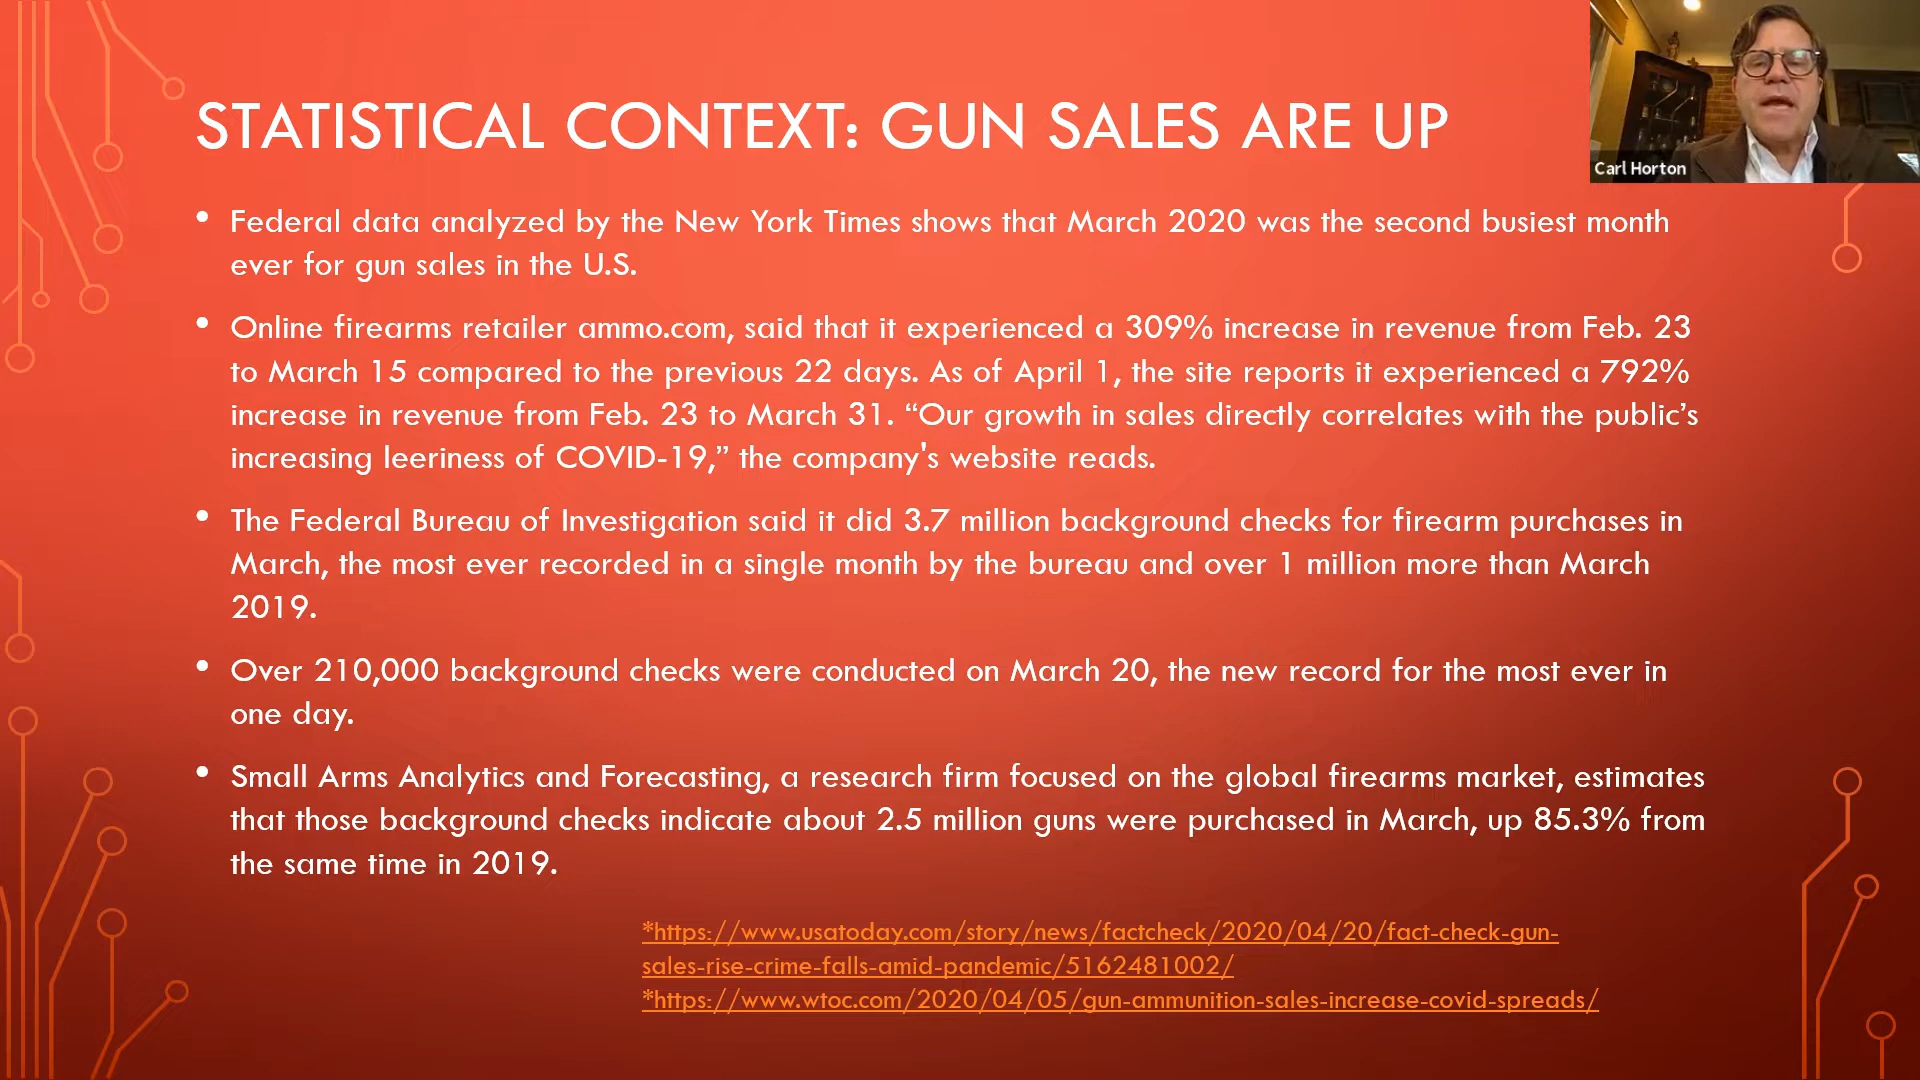 STATISTICAL CONTEXT: GUN SALES ARE UP
Carl Horton
• Federal data analyzed by the New York Times shows that March 2020 was the second busiest month
ever for gun sales in the U.S.
• Online firearms retailer ammo.com, said that it experienced a 309% increase in revenue from Feb. 23
to March 15 compared to the previous 22 days. As of April 1, the site reports it experienced a 792%
increase in revenue from Feb. 23 to March 31. “Our growth in sales directly correlates with the public’s
increasing leeriness of COVID-19,” the company's website reads.
• The Federal Bureau of Investigation said it did 3.7 million background checks for firearm purchases in
March, the most ever recorded in a single month by the bureau and over 1 million more than March
2019.
• Over 210,000 background checks were conducted on March 20, the new record for the most ever in
one day.
• Small Arms Analytics and Forecasting, a research firm focused on the global firearms market, estimates
that those background checks indicate about 2.5 million guns were purchased in March, up 85.3% from
the same time in 2019.
*https://www.usatoday.com/story/news/factcheck/2020/04/20/fact-check-gun-
sales-rise-crime-falls-amid-pandemic/5162481002/
*https://www.wtoc.com/2020/04/05/gun-ammunition-sales-increase-covid-spreads/